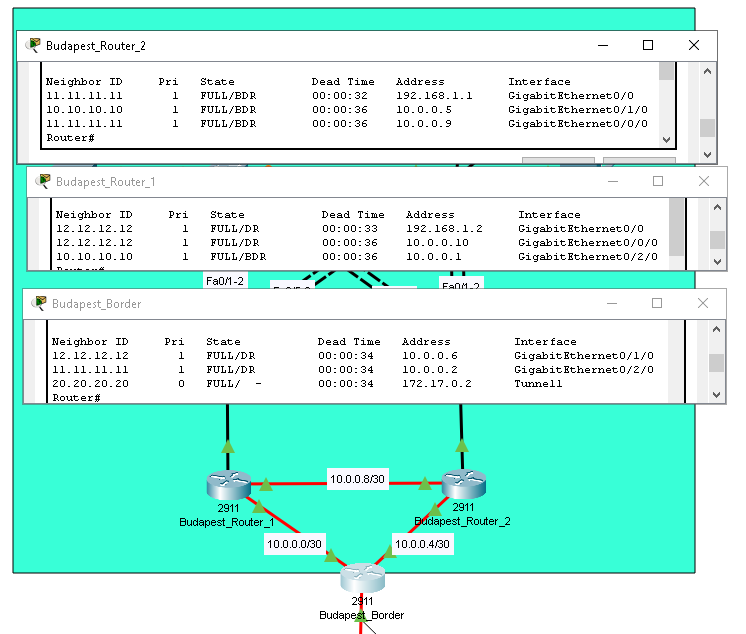 Budapest_Router_2
Neighbor ID Pri State Dead Time Address Interface
11.11.11.11 1 FULL/BDR 00:00:32 192.168.1.1 GigabitEthernet0/0
10.10.10.10 1 FULL/BDR 00:00:36 10.0.0.5 GigabitEthernet0/1/0
11.11.11.11 1 FULL/BDR 00:00:36 10.0.0.9 GigabitEthernet0/0/0
Router#
Budapest_Router_1
Neighbor ID Pri State Dead Time Address Interface
12.12.12.12 1 FULL/DR 00:00:33 192.168.1.2 GigabitEthernet0/0
12.12.12.12 1 FULL/DR 00:00:36 10.0.0.10 GigabitEthernet0/0/0
10.10.10.10 1 FULL/BDR 00:00:36 10.0.0.1 GigabitEthernet0/2/0
Router#
Fa0/1-2
Fa0/1-2
Budapest_Border
Neighbor ID Pri State Dead Time Address Interface
12.12.12.12 1 FULL/DR 00:00:34 10.0.0.6 GigabitEthernet0/1/0
11.11.11.11 1 FULL/DR 00:00:34 10.0.0.2 GigabitEthernet0/2/0
20.20.20.20 0 FULL/ - 00:00:34 172.17.0.2 Tunnel1
Router#
10.0.0.8/30
2911
Budapest_Router_1
2911
Budapest_Router_2
10.0.0.0/30
10.0.0.4/30
2911
Budapest_Border